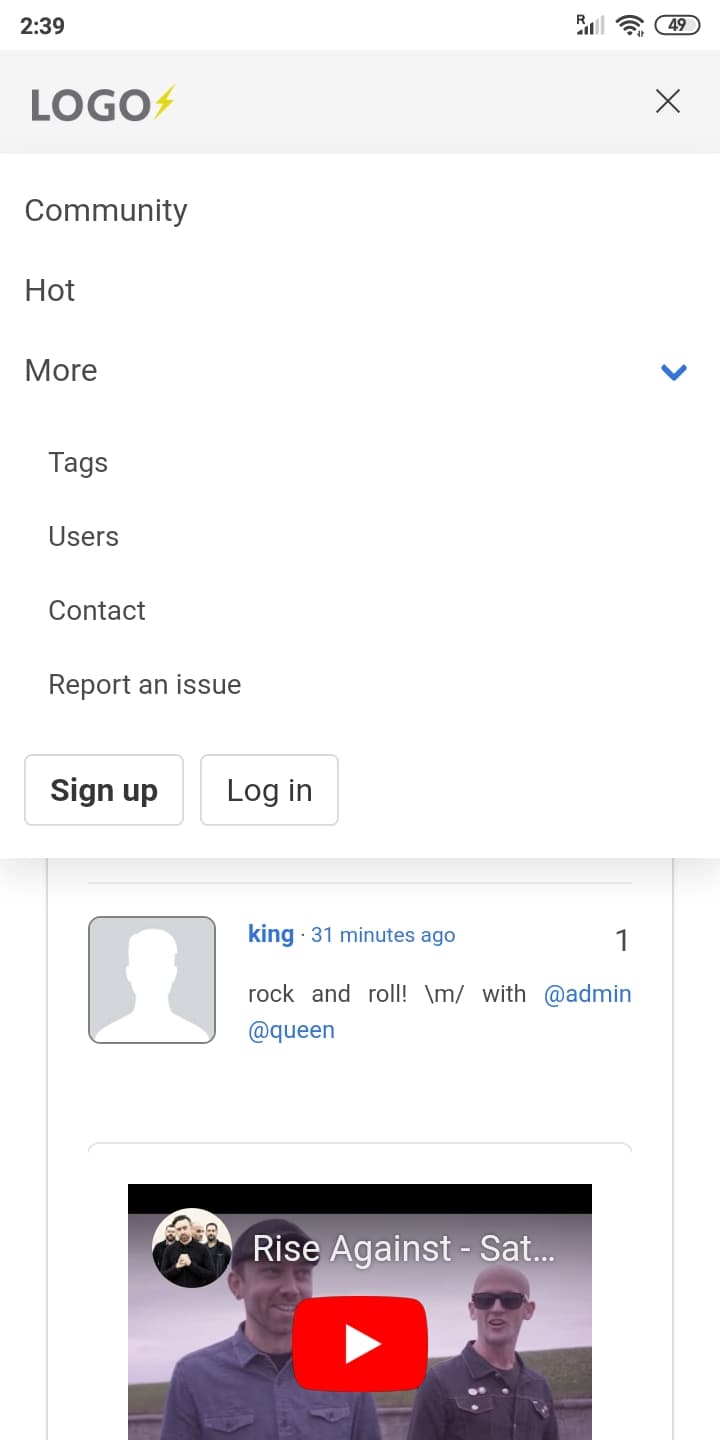 2:39
R
49
LOGO
Community
Hot
More
Tags
Users
Contact
Report an issue
Sign up
Log in
king · 31 minutes ago
1
rock and roll! \m/ with @admin
@queen
Rise Against - Sat...